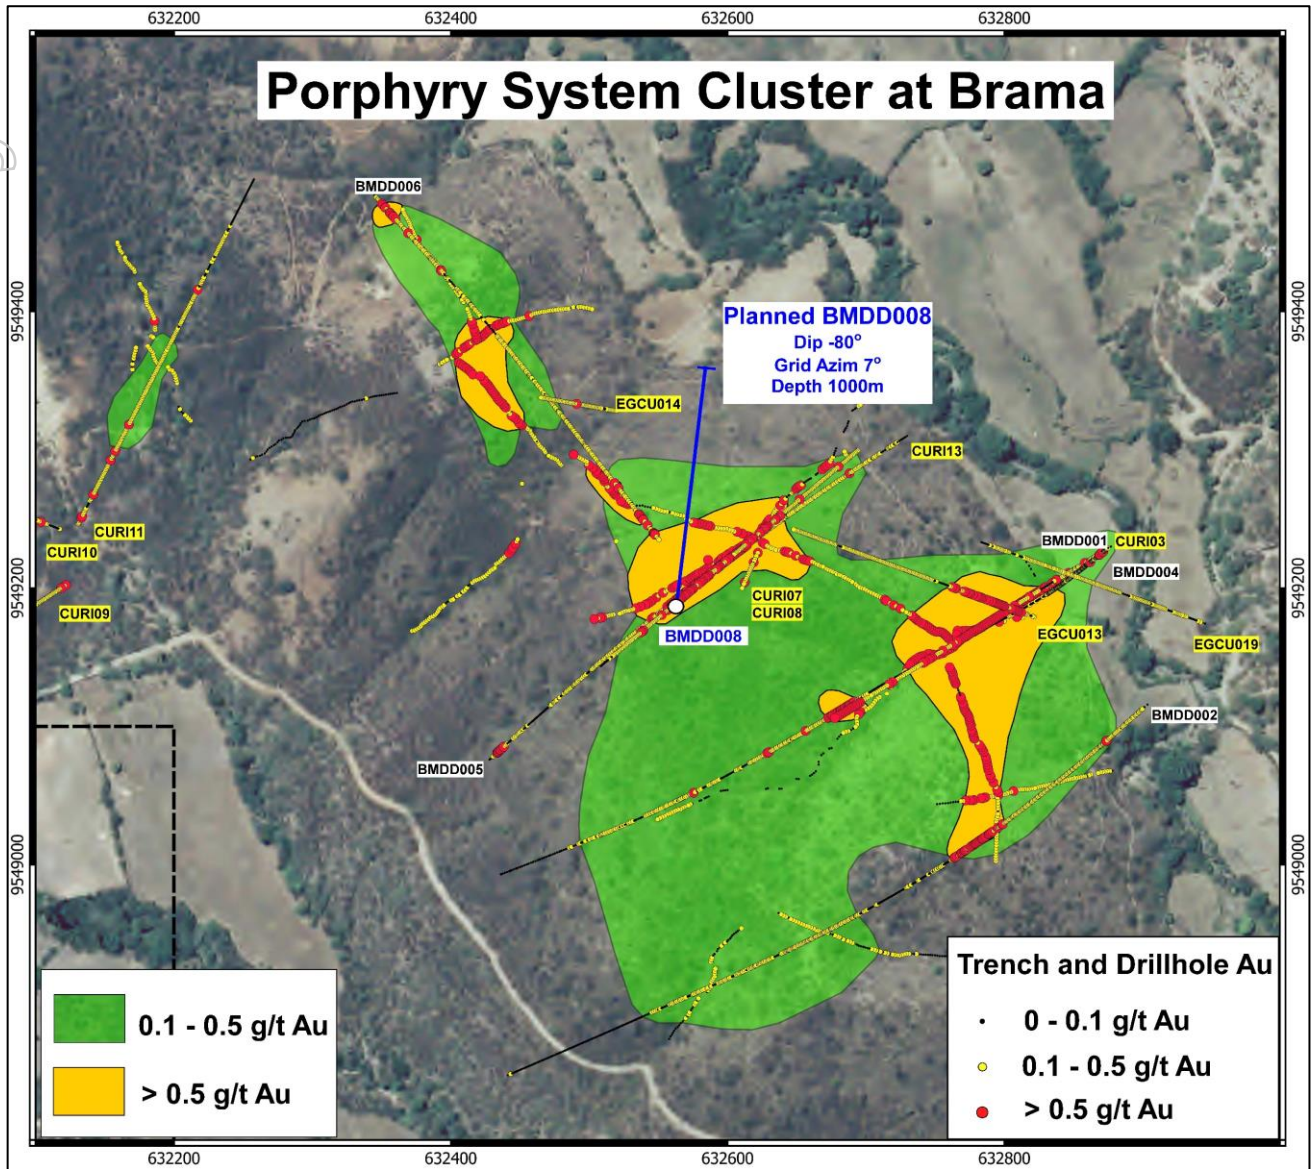 632200
632400
632600
632800
Porphyry System Cluster at Brama
BMDD006
9549400
9549400
Planned BMDD008
Dip -80°
Grid Azim 7°
Depth 1000m
EGCU014
CURI13
CURI11
CURI10
BMDD001
CURI03
BMDD004
9549200
9549200
CURI09
CURI07
CURI08
BMDD008
EGCU013
EGCU019
BMDD002
BMDD005
9549000
9549000
0.1 - 0.5 g/t Au
> 0.5 g/t Au
Trench and Drillhole Au
0 - 0.1 g/t Au
0.1 - 0.5 g/t Au
> 0.5 g/t Au
632200
632400
632600
632800